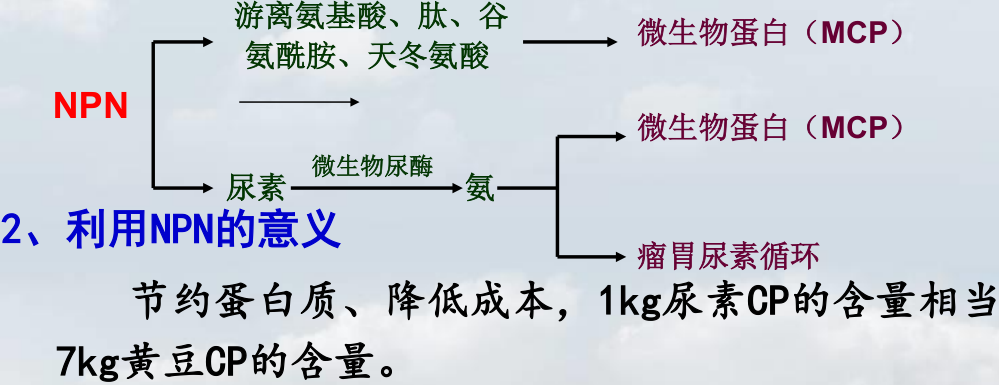 游离氨基酸、肽、谷
氨酰胺、天冬氨酸
微生物蛋白（MCP）
NPN
微生物蛋白（MCP）
微生物尿酶
尿素
氨
2、利用NPN的意义
瘤胃尿素循环
节约蛋白质、降低成本，1kg尿素CP的含量相当
7kg黄豆CP的含量。